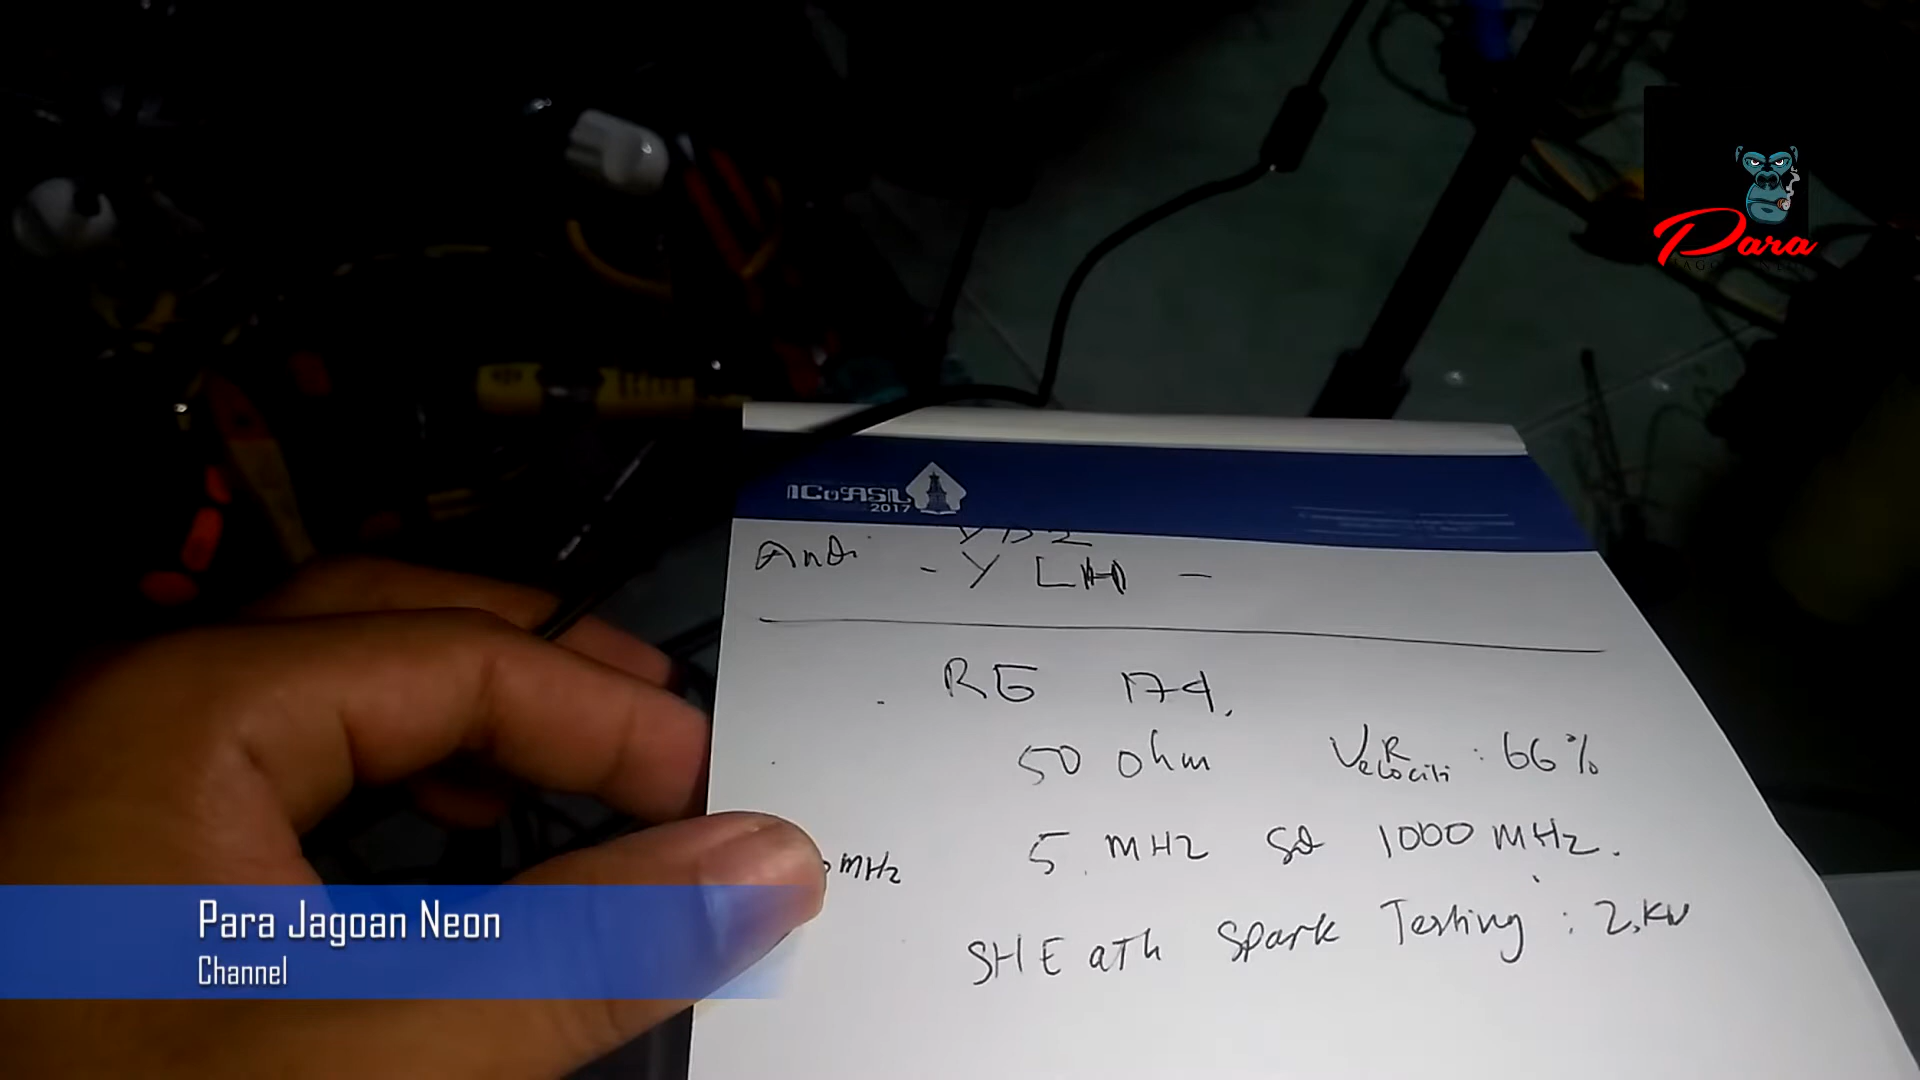 Para
ICoASL
2017
Andi - YLH -
RG 174.
50 ohm Velociti : 66%
5 MHz sd 1000 MHz.
MHz
SHEath Spark Testing : 2,KV
Para Jagoan Neon
Channel